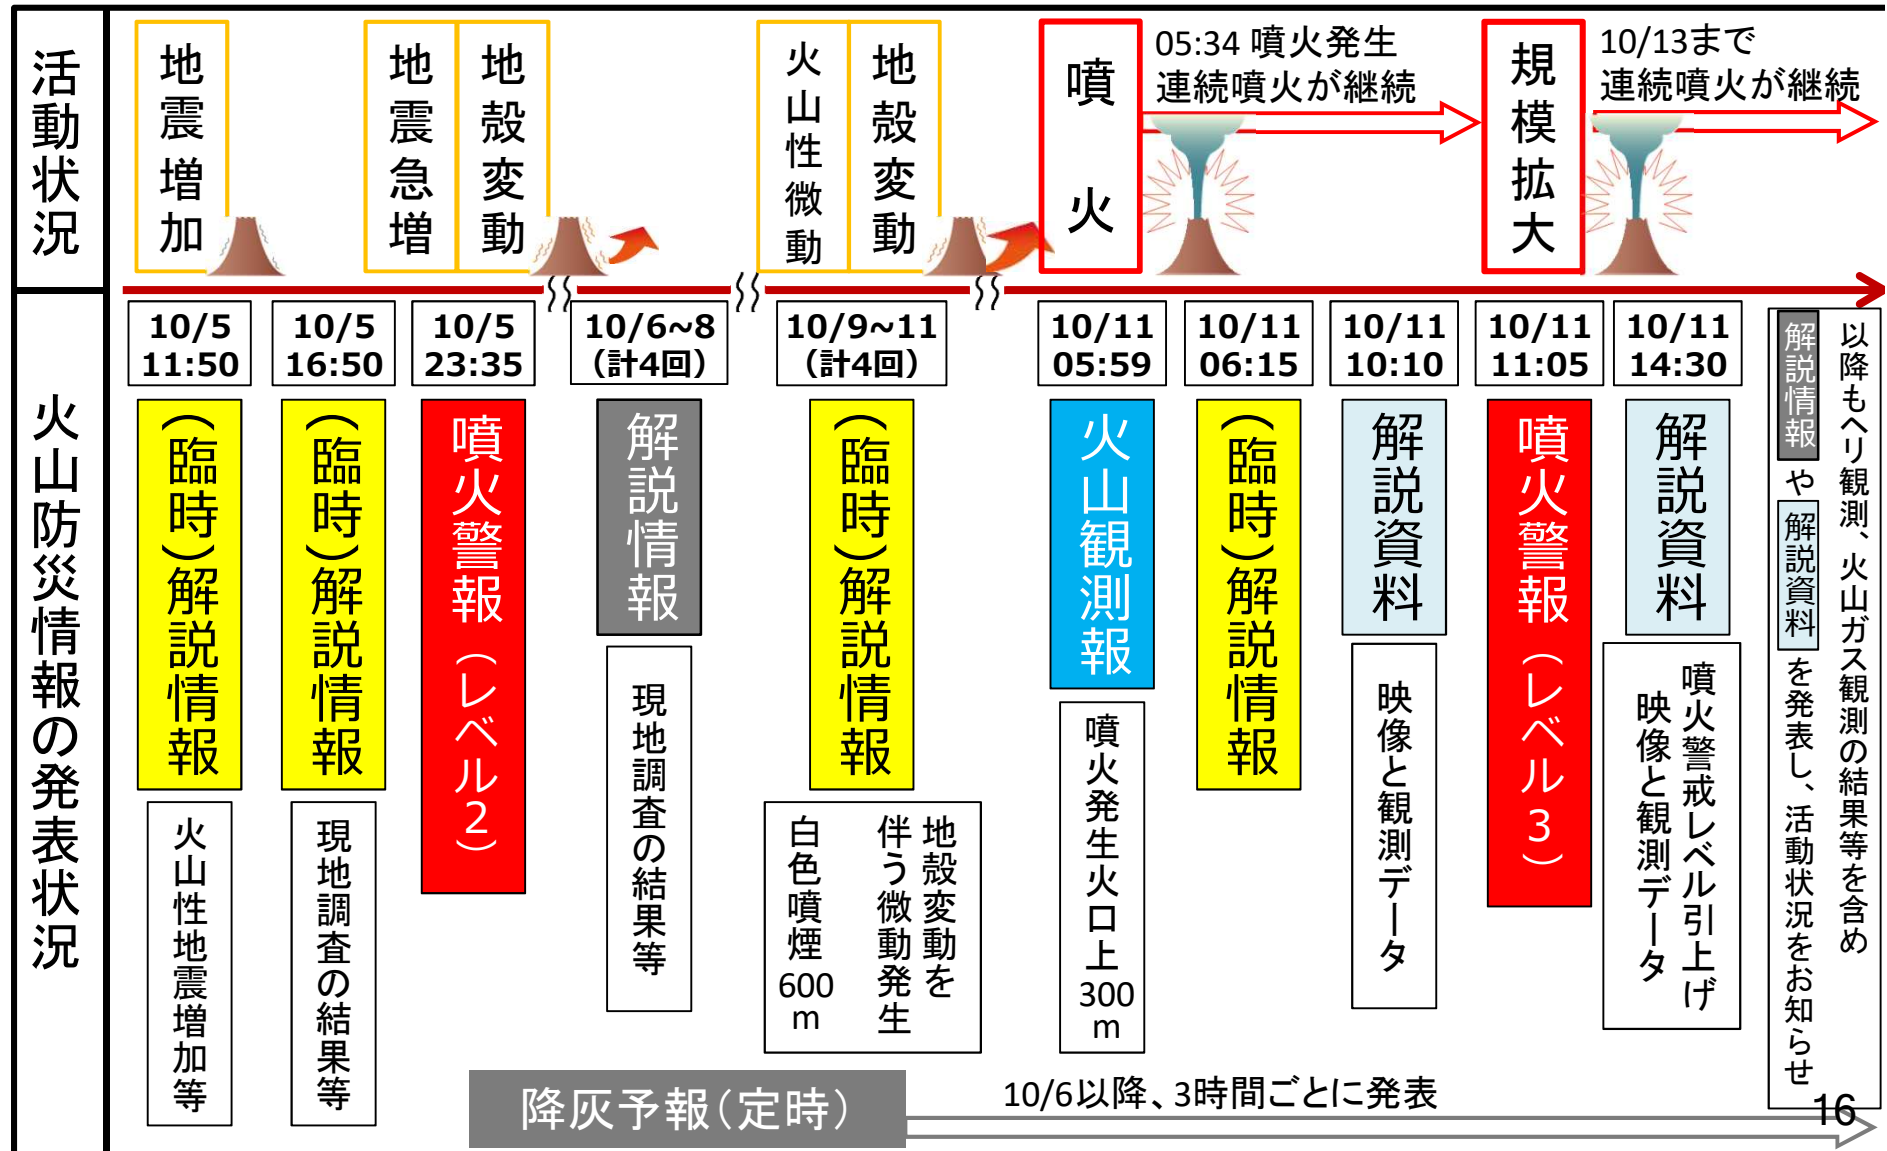 活動状況
地震増加
地震急増
地殻変動
火山性微動
地殻変動
噴火
05:34 噴火発生
連続噴火が継続
規模拡大
10/13まで
連続噴火が継続
火山防災情報の発表状況
10/5
11:50
(臨時)解説情報
火山性地震増加等
10/5
16:50
(臨時)解説情報
現地調査の結果等
10/5
23:35
噴火警報(レベル2)
10/6~8
(計4回)
解説情報
現地調査の結果等
10/9~11
(計4回)
(臨時)解説情報
地殻変動を
伴う微動発生
白色噴煙600m
10/11
05:59
火山観測報
噴火発生火口上300m
10/11
06:15
(臨時)解説情報
10/11
10:10
解説資料
映像と観測データ
10/11
11:05
噴火警報(レベル3)
10/11
14:30
解説資料
噴火警戒レベル引上げ
映像と観測データ
以降もヘリ観測、火山ガス観測の結果等を含め
解説情報や解説資料を発表し、活動状況をお知らせ
降灰予報(定時)
10/6以降、3時間ごとに発表
16